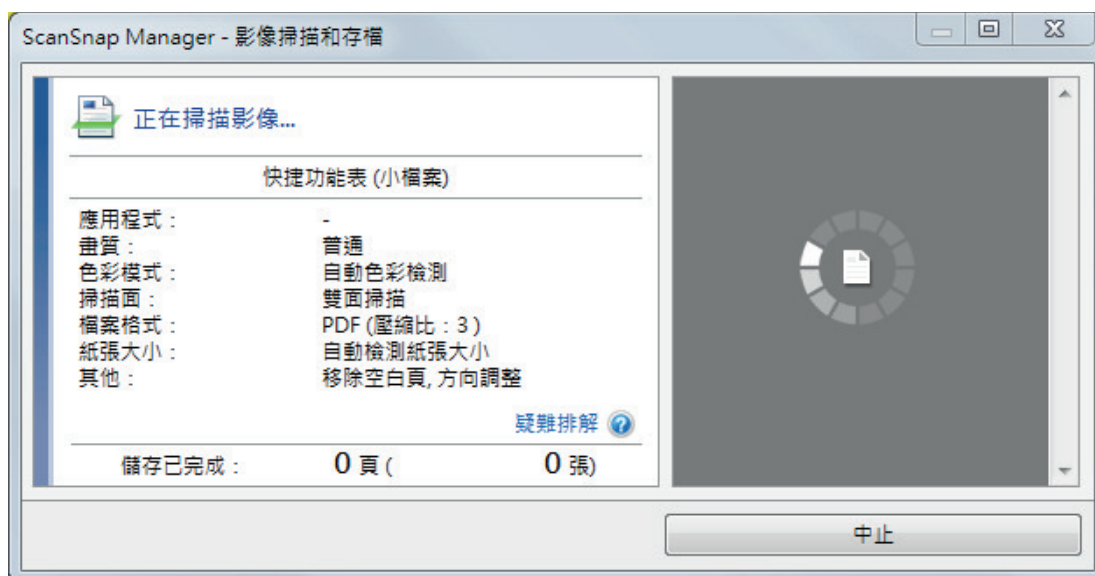 ScanSnap Manager - 影像掃描和存檔
正在掃描影像...
快捷功能表 (小檔案)
應用程式： -
畫質： 普通
色彩模式： 自動色彩檢測
掃描面： 雙面掃描
檔案格式： PDF (壓縮比：3 )
紙張大小： 自動檢測紙張大小
其他： 移除空白頁, 方向調整
疑難排解
儲存已完成： 0 頁 ( 0 張)
中止